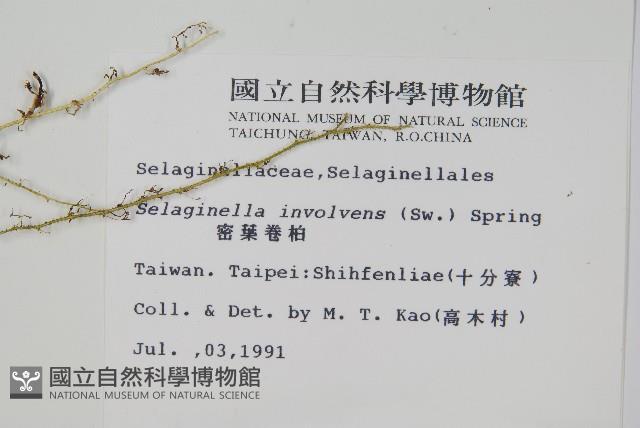 國立自然科學博物館
NATIONAL MUSEUM OF NATURAL SCIENCE
TAICHUNG, TAIWAN, R.O.CHINA
Selaginellaceae,Selaginellales
Selaginella involvens (Sw.) Spring
密葉卷柏
Taiwan. Taipei:Shihfenliae(十分寮)
Coll. & Det. by M. T. Kao(高木村)
Jul. ,03,1991
國立自然科學博物館
NATIONAL MUSEUM OF NATURAL SCIENCE